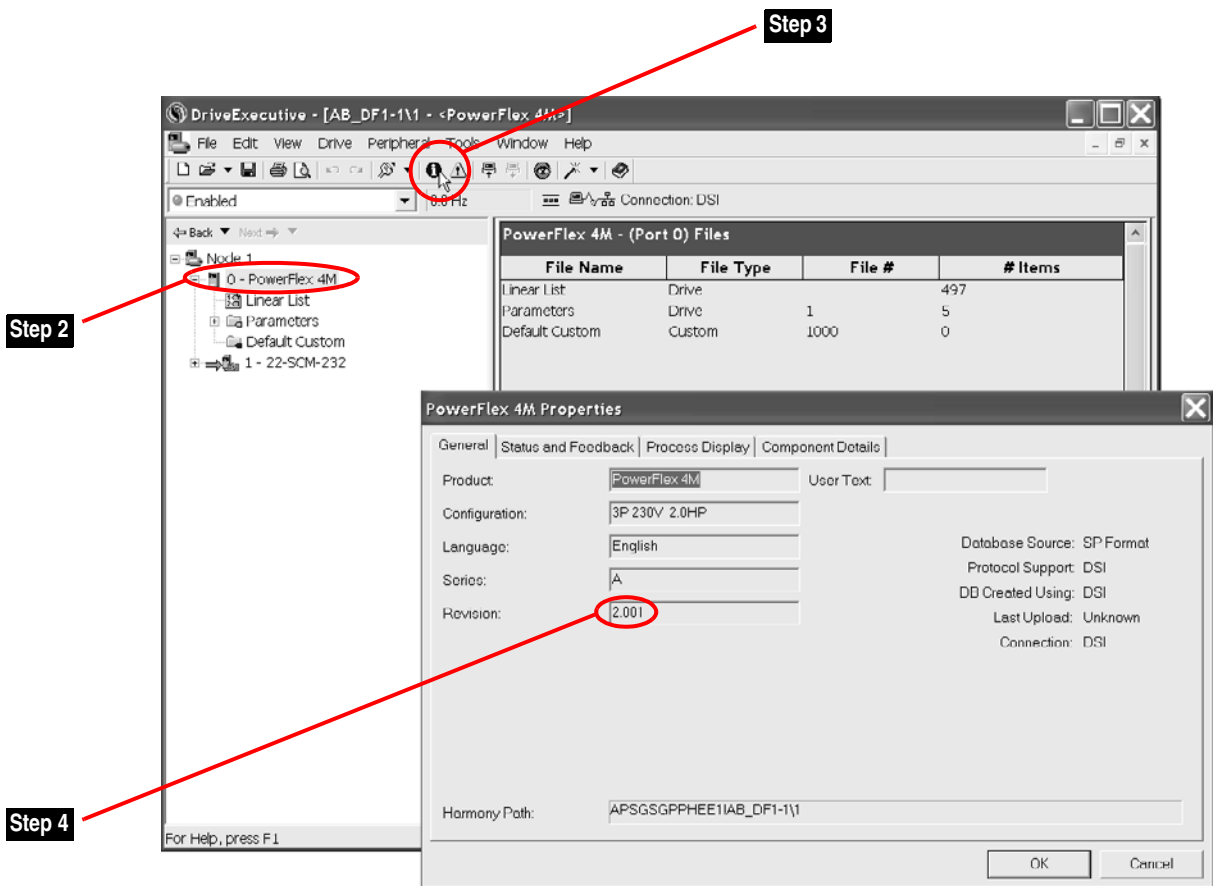 Step 3
DriveExecutive - [AB_DF1-1\1 - <PowerFlex 4M>]
File Edit View Drive Peripheral Tools Window Help
Enabled
0.0 Hz
Connection: DSI
Back Next
PowerFlex 4M - (Port 0) Files
Node 1
File Name File Type File # # Items
0 - PowerFlex 4M
Linear List Drive 497
Linear List
Parameters Drive 1 5
Step 2
Parameters
Default Custom Custom 1000 0
Default Custom
1 - 22-SCM-232
PowerFlex 4M Properties
General Status and Feedback Process Display Component Details
Product: PowerFlex 4M User Text:
Configuration: 3P 230V 2.0HP
Language: English Database Source: SP Format
Protocol Support: DSI
Series: A
DB Created Using: DSI
Revision: 2.001
Last Upload: Unknown
Connection: DSI
Step 4
Harmony Path: APSGSGPPHEE1!AB_DF1-1\1
For Help, press F1
OK Cancel